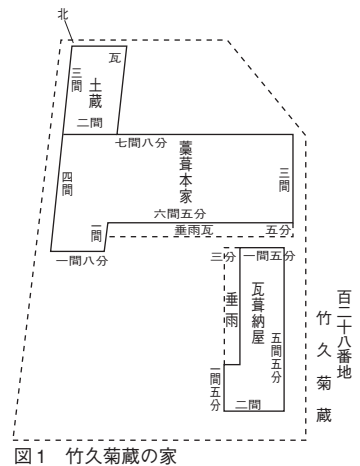 北
瓦
土蔵
三間
二間
七間八分
藁葺本家
三間
四間
六間五分
垂雨瓦
五分
一間
一間八分
三分
一間五分
垂雨
瓦葺納屋
五間五分
一間五分
二間
百二十八番地
竹久菊蔵
図1 竹久菊蔵の家